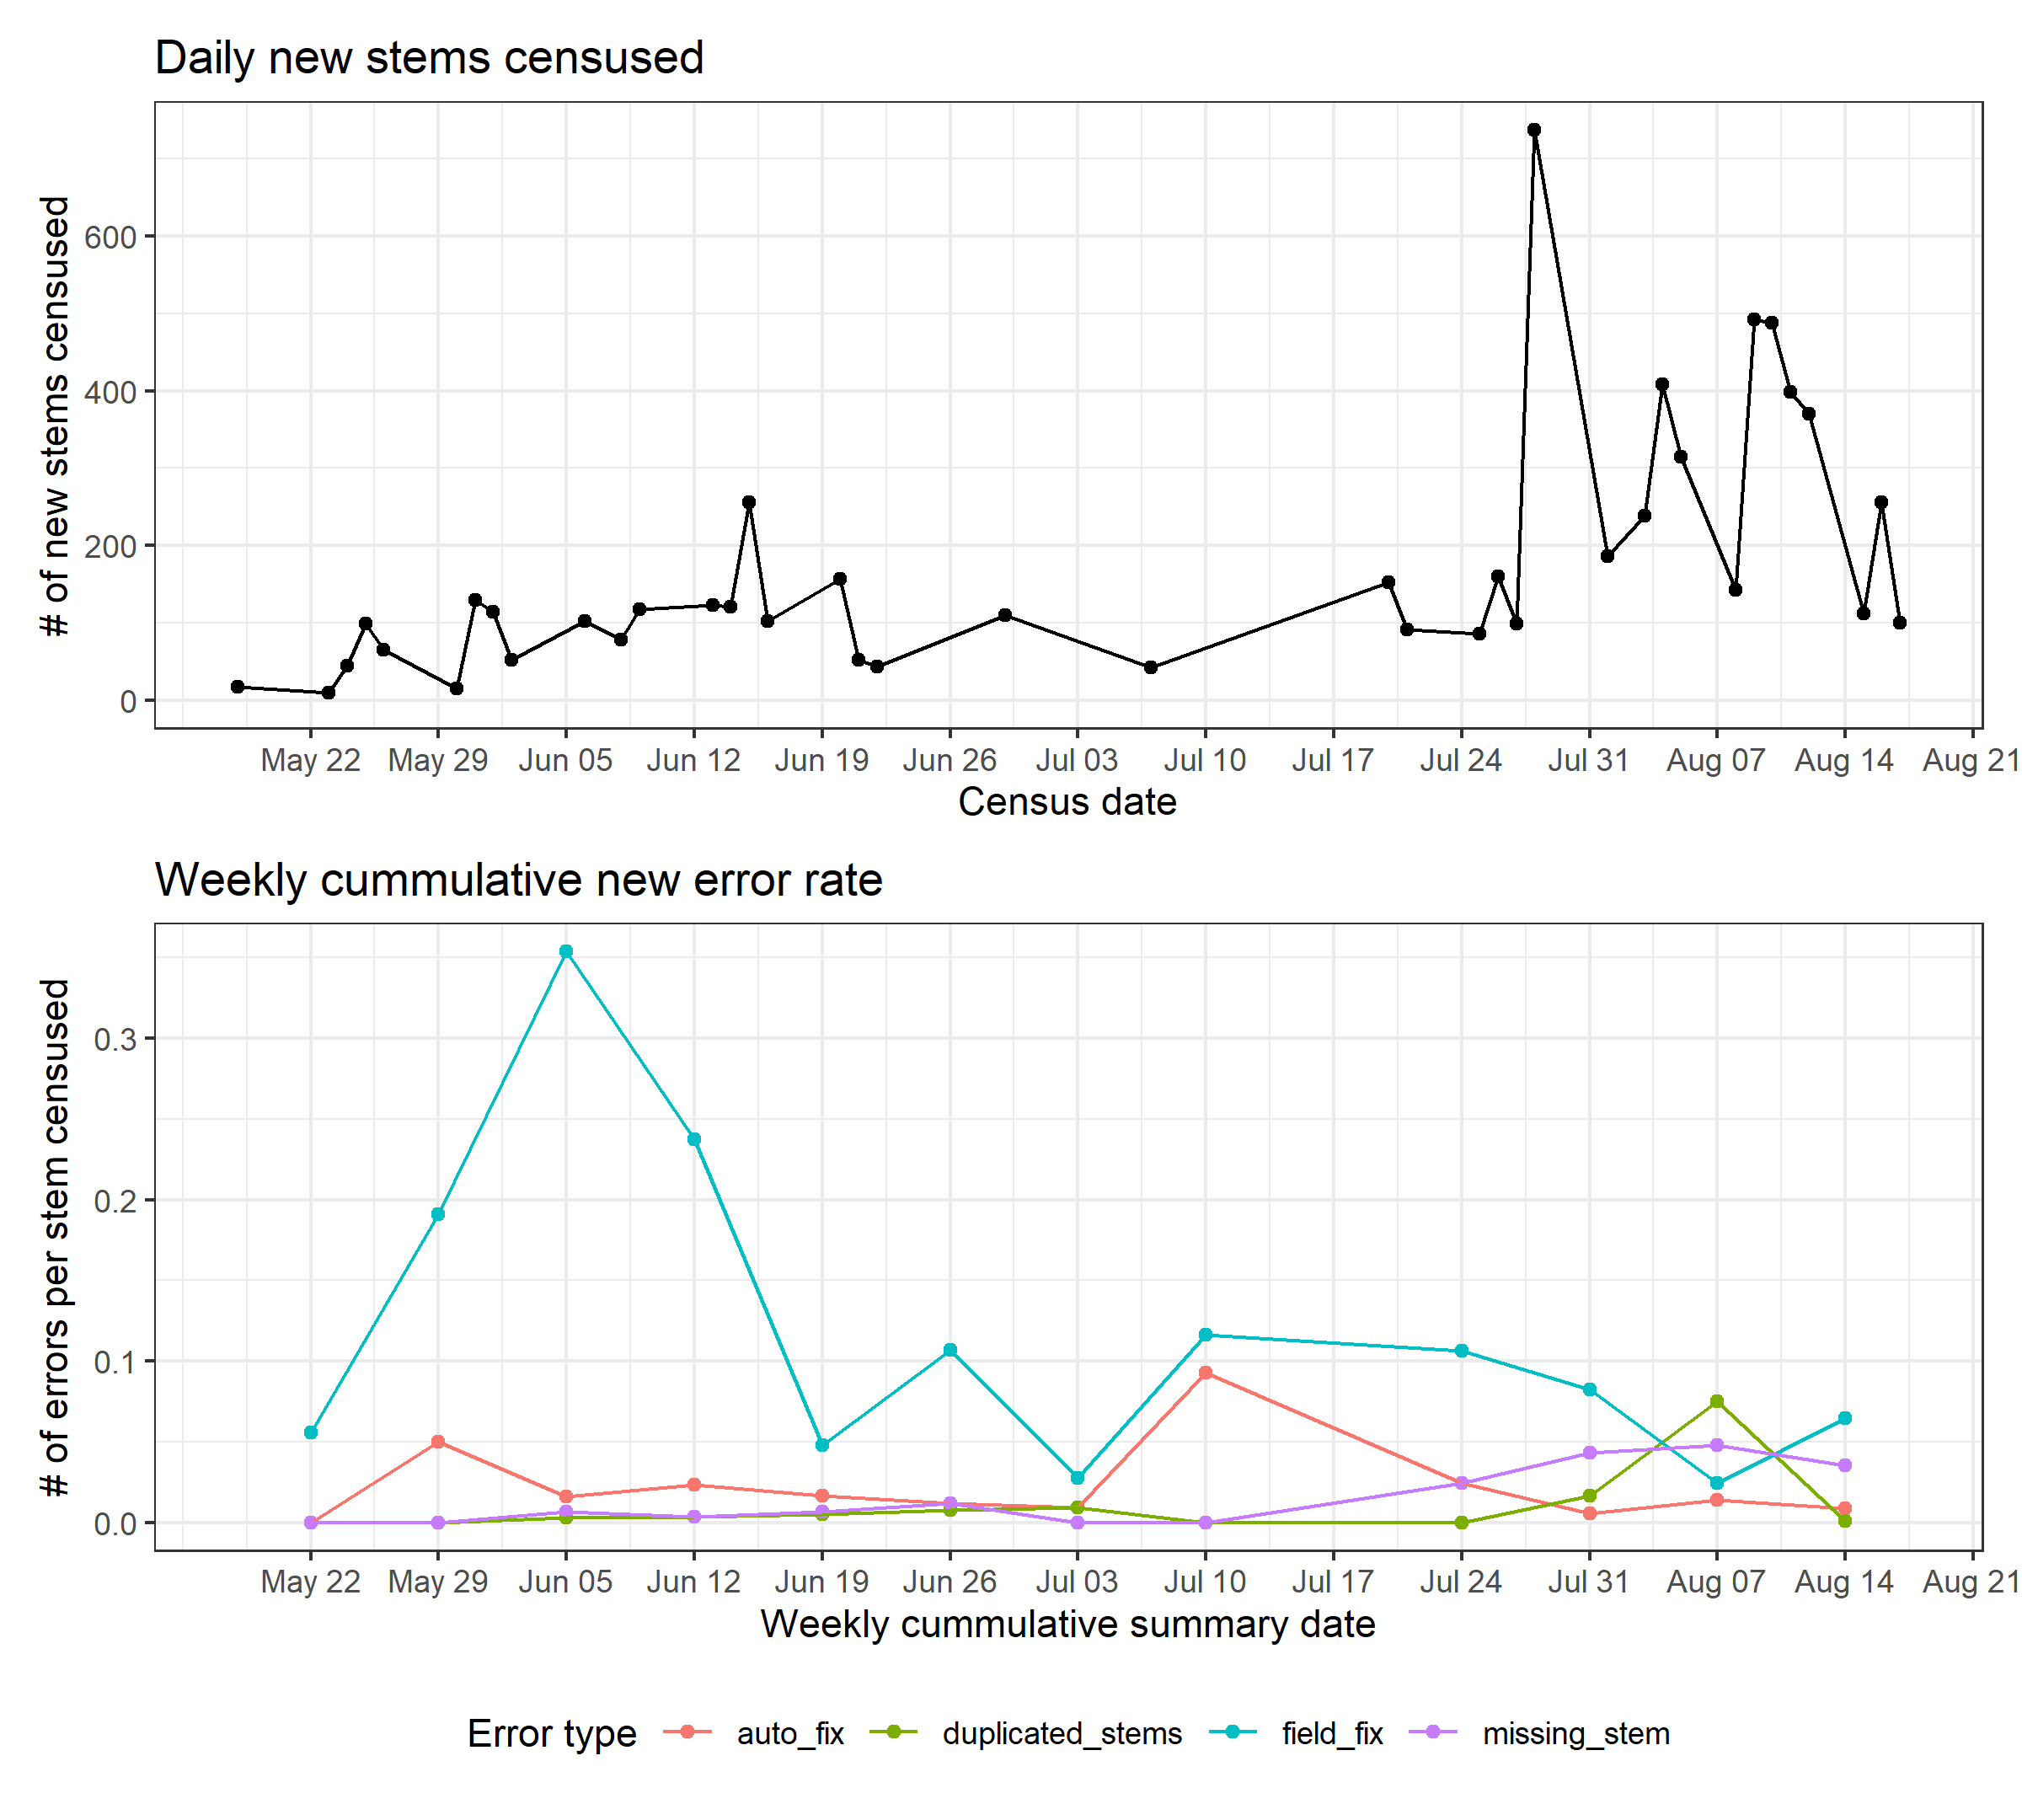 Daily new stems censused
# of new stems censused
600
400
200
0
May 22 May 29 Jun 05 Jun 12 Jun 19 Jun 26 Jul 03 Jul 10 Jul 17 Jul 24 Jul 31 Aug 07 Aug 14 Aug 21
Census date
Weekly cummulative new error rate
# of errors per stem censused
0.3
0.2
0.1
0.0
May 22 May 29 Jun 05 Jun 12 Jun 19 Jun 26 Jul 03 Jul 10 Jul 17 Jul 24 Jul 31 Aug 07 Aug 14 Aug 21
Weekly cummulative summary date
Error type auto_fix duplicated_stems field_fix missing_stem